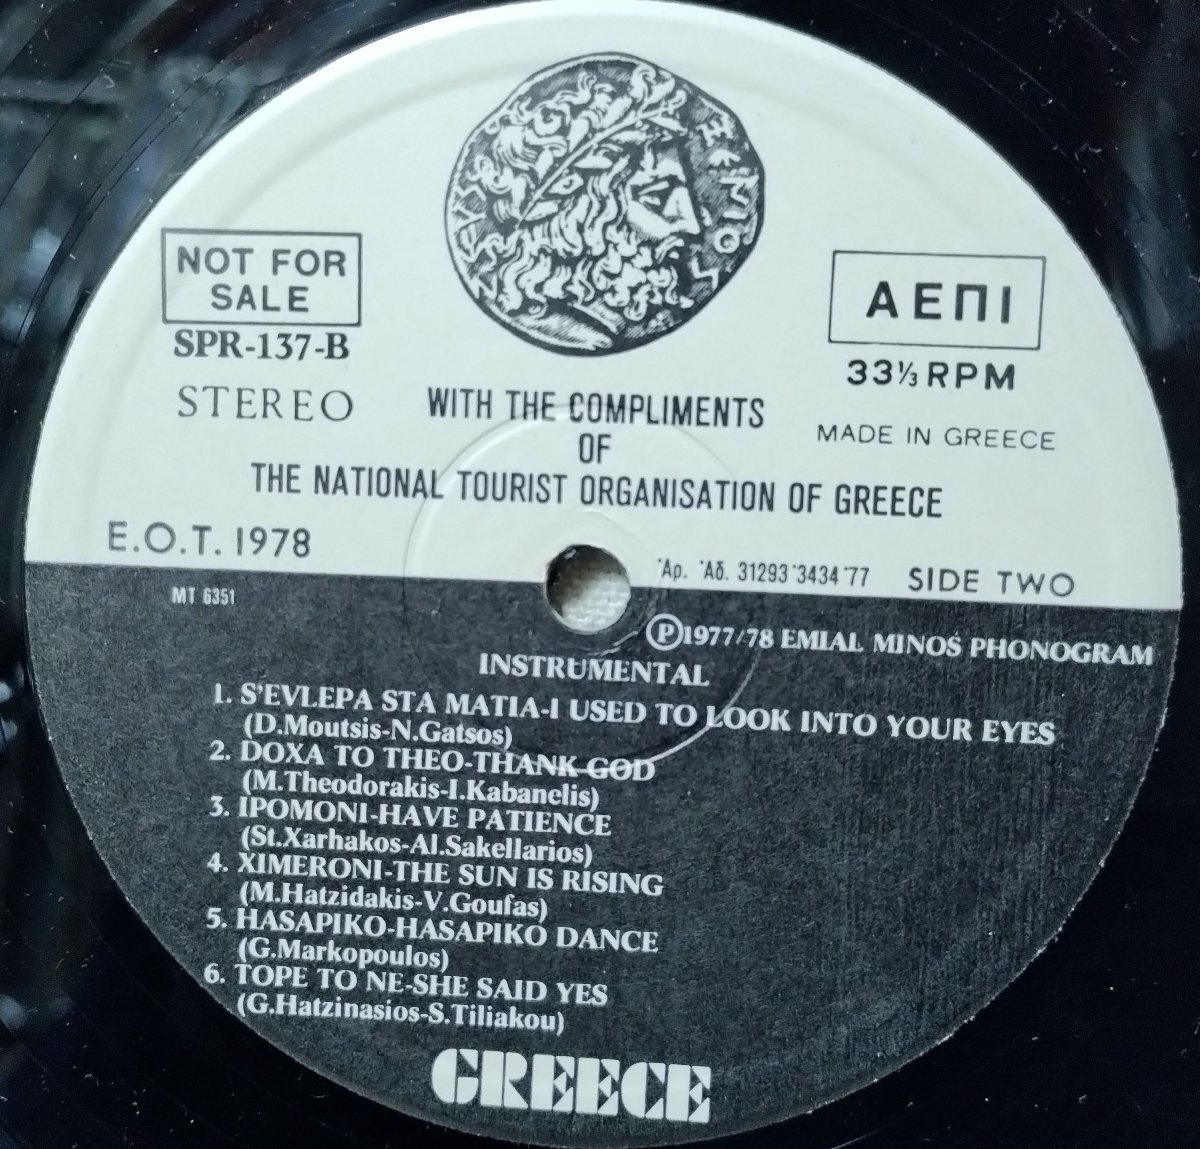 NOT FOR
SALE
SPR-137-B
STEREO
ΑΕΠΙ
33⅓ RPM
MADE IN GREECE
WITH THE COMPLIMENTS
OF
THE NATIONAL TOURIST ORGANISATION OF GREECE
E.O.T. 1978
Ἀρ. Ἀδ. 31293 3434 77
SIDE TWO
MT 6351
Ⓟ1977/78 EMIAL MINOS PHONOGRAM
INSTRUMENTAL
1. S'EVLEPA STA MATIA-I USED TO LOOK INTO YOUR EYES
(D.Moutsis-N.Gatsos)
2. DOXA TO THEO-THANK GOD
(M.Theodorakis-I.Kabanelis)
3. IPOMONI-HAVE PATIENCE
(St.Xarhakos-Al.Sakellarios)
4. XIMERONI-THE SUN IS RISING
(M.Hatzidakis-V.Goufas)
5. HASAPIKO-HASAPIKO DANCE
(G.Markopoulos)
6. TOPE TO NE-SHE SAID YES
(G.Hatzinasios-S.Tiliakou)
GREECE